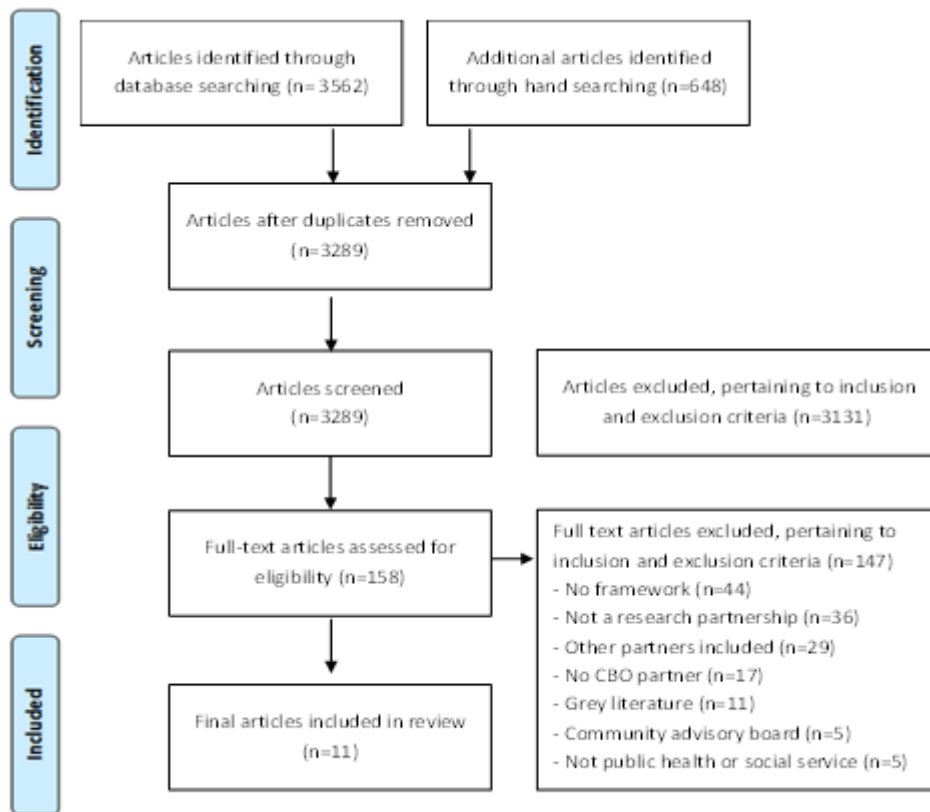 Identification
Articles identified through
database searching (n= 3562)
Additional articles identified
through hand searching (n=648)
Articles after duplicates removed
(n=3289)
Screening
Articles screened
(n=3289)
Articles excluded, pertaining to inclusion
and exclusion criteria (n=3131)
Eligibility
Full-text articles assessed for
eligibility (n=158)
Full text articles excluded, pertaining to
inclusion and exclusion criteria (n=147)
- No framework (n=44)
- Not a research partnership (n=36)
- Other partners included (n=29)
- No CBO partner (n=17)
- Grey literature (n=11)
- Community advisory board (n=5)
- Not public health or social service (n=5)
Included
Final articles included in review
(n=11)